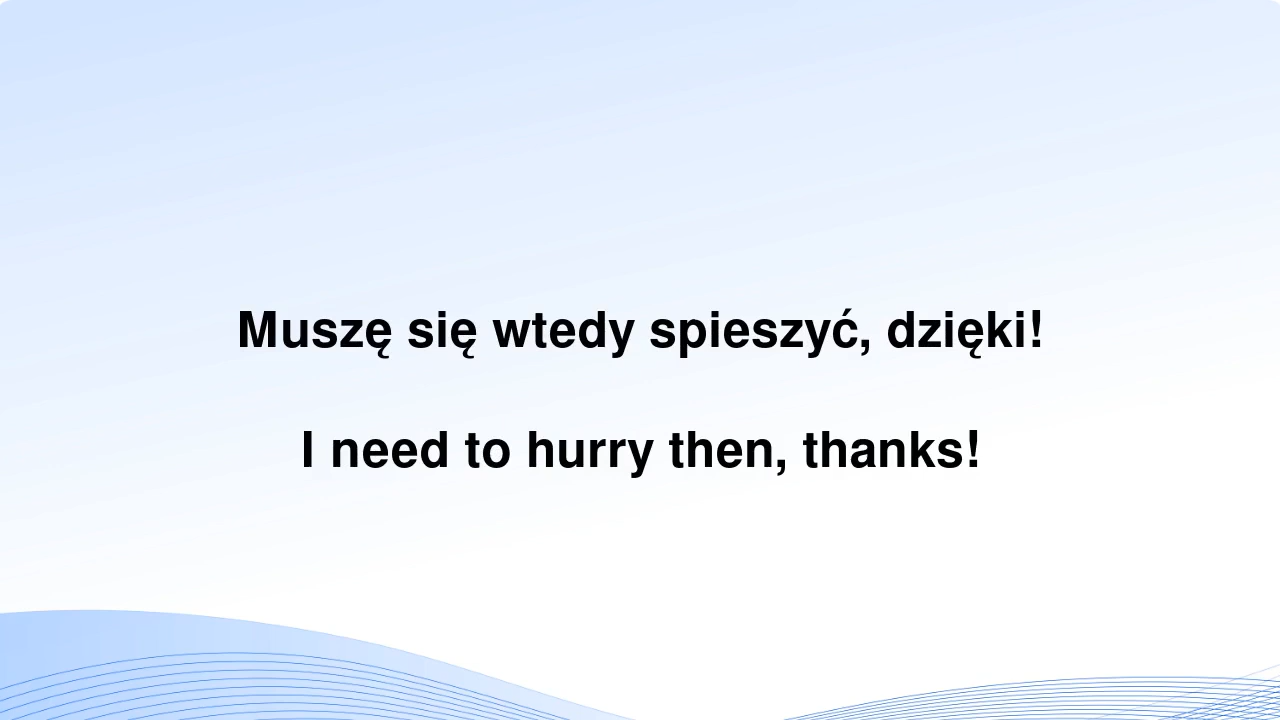 Muszę się wtedy spieszyć, dzięki!
I need to hurry then, thanks!